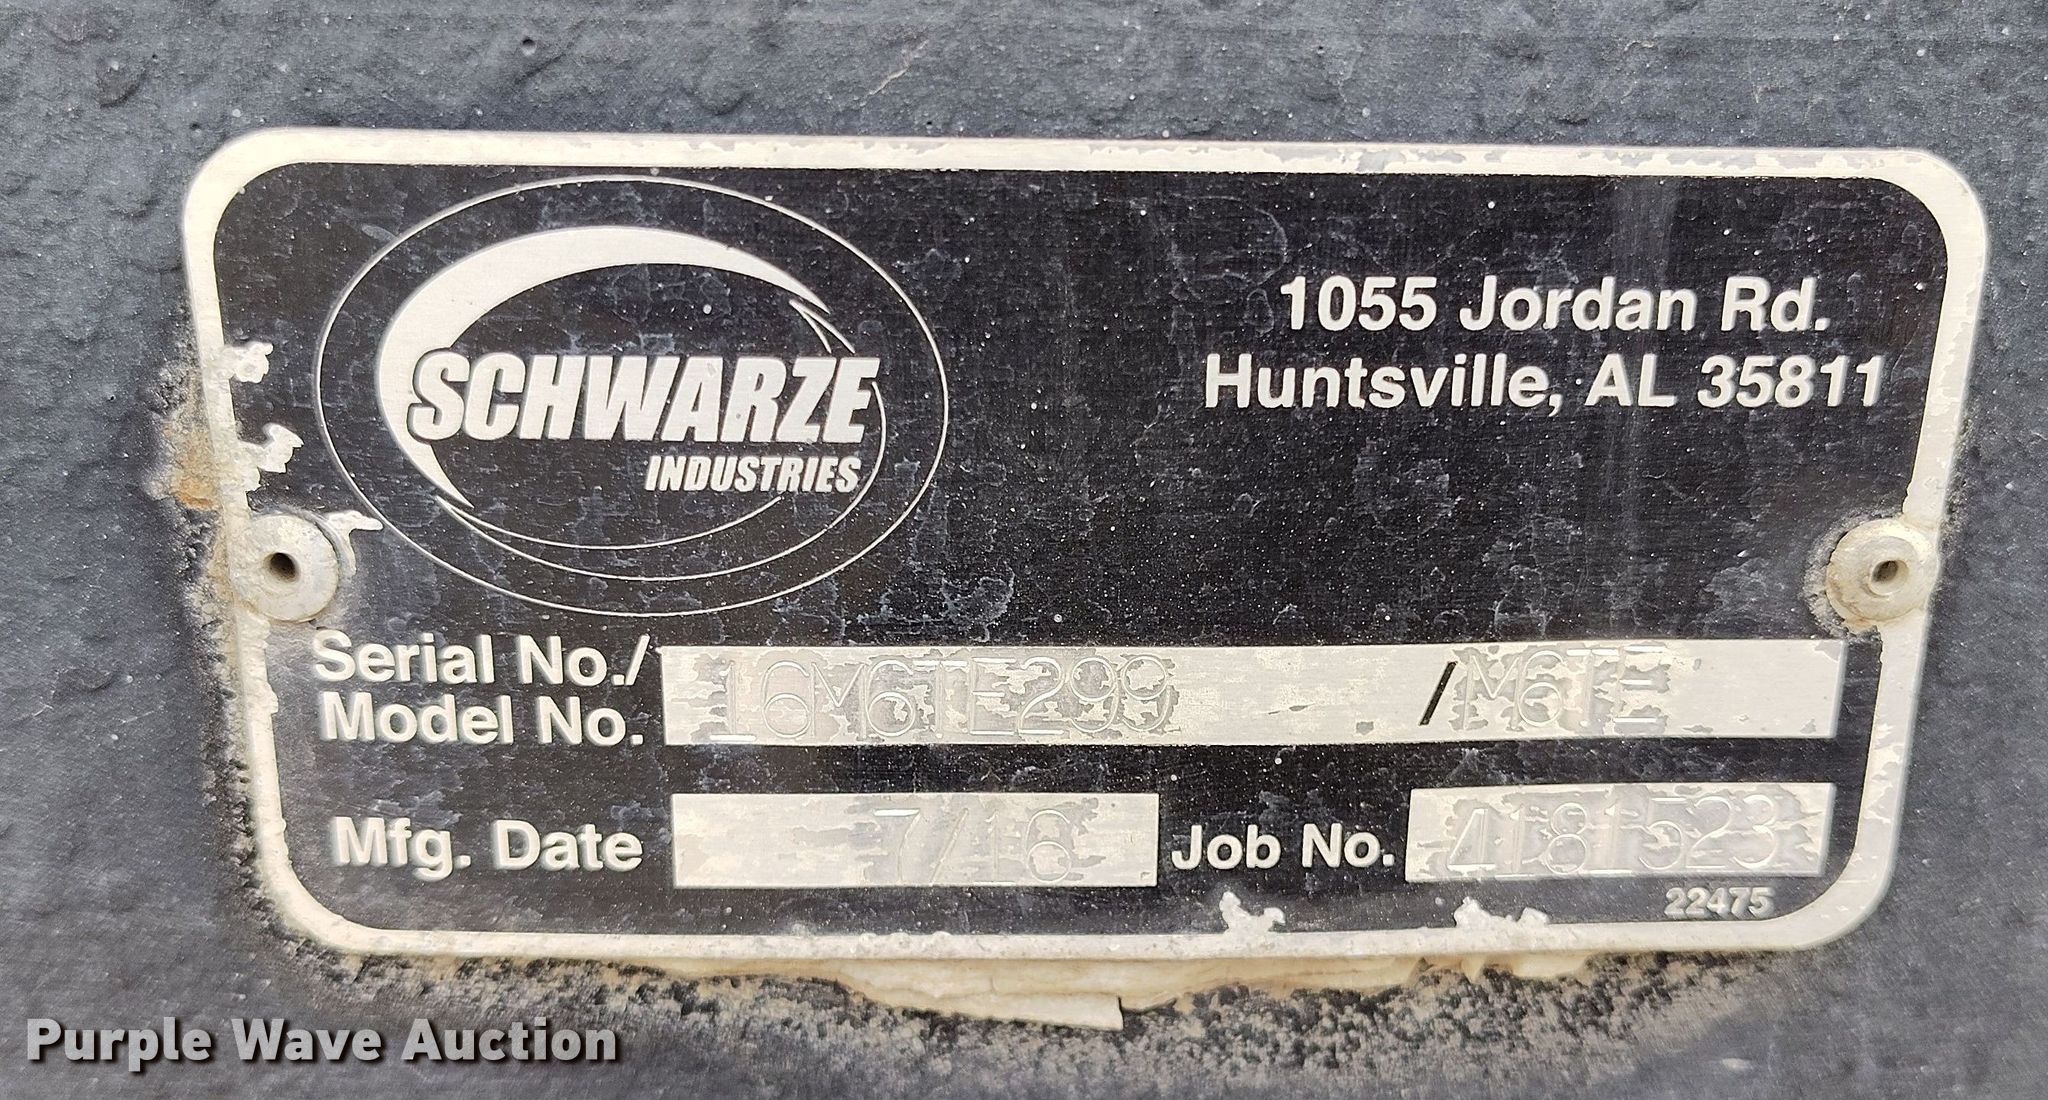 SCHWARZE
INDUSTRIES
1055 Jordan Rd.
Huntsville, AL 35811
Serial No./
Model No. 16M6TE299 /M6TE
Mfg. Date 7/16 Job No. 4181523
22475
Purple Wave Auction